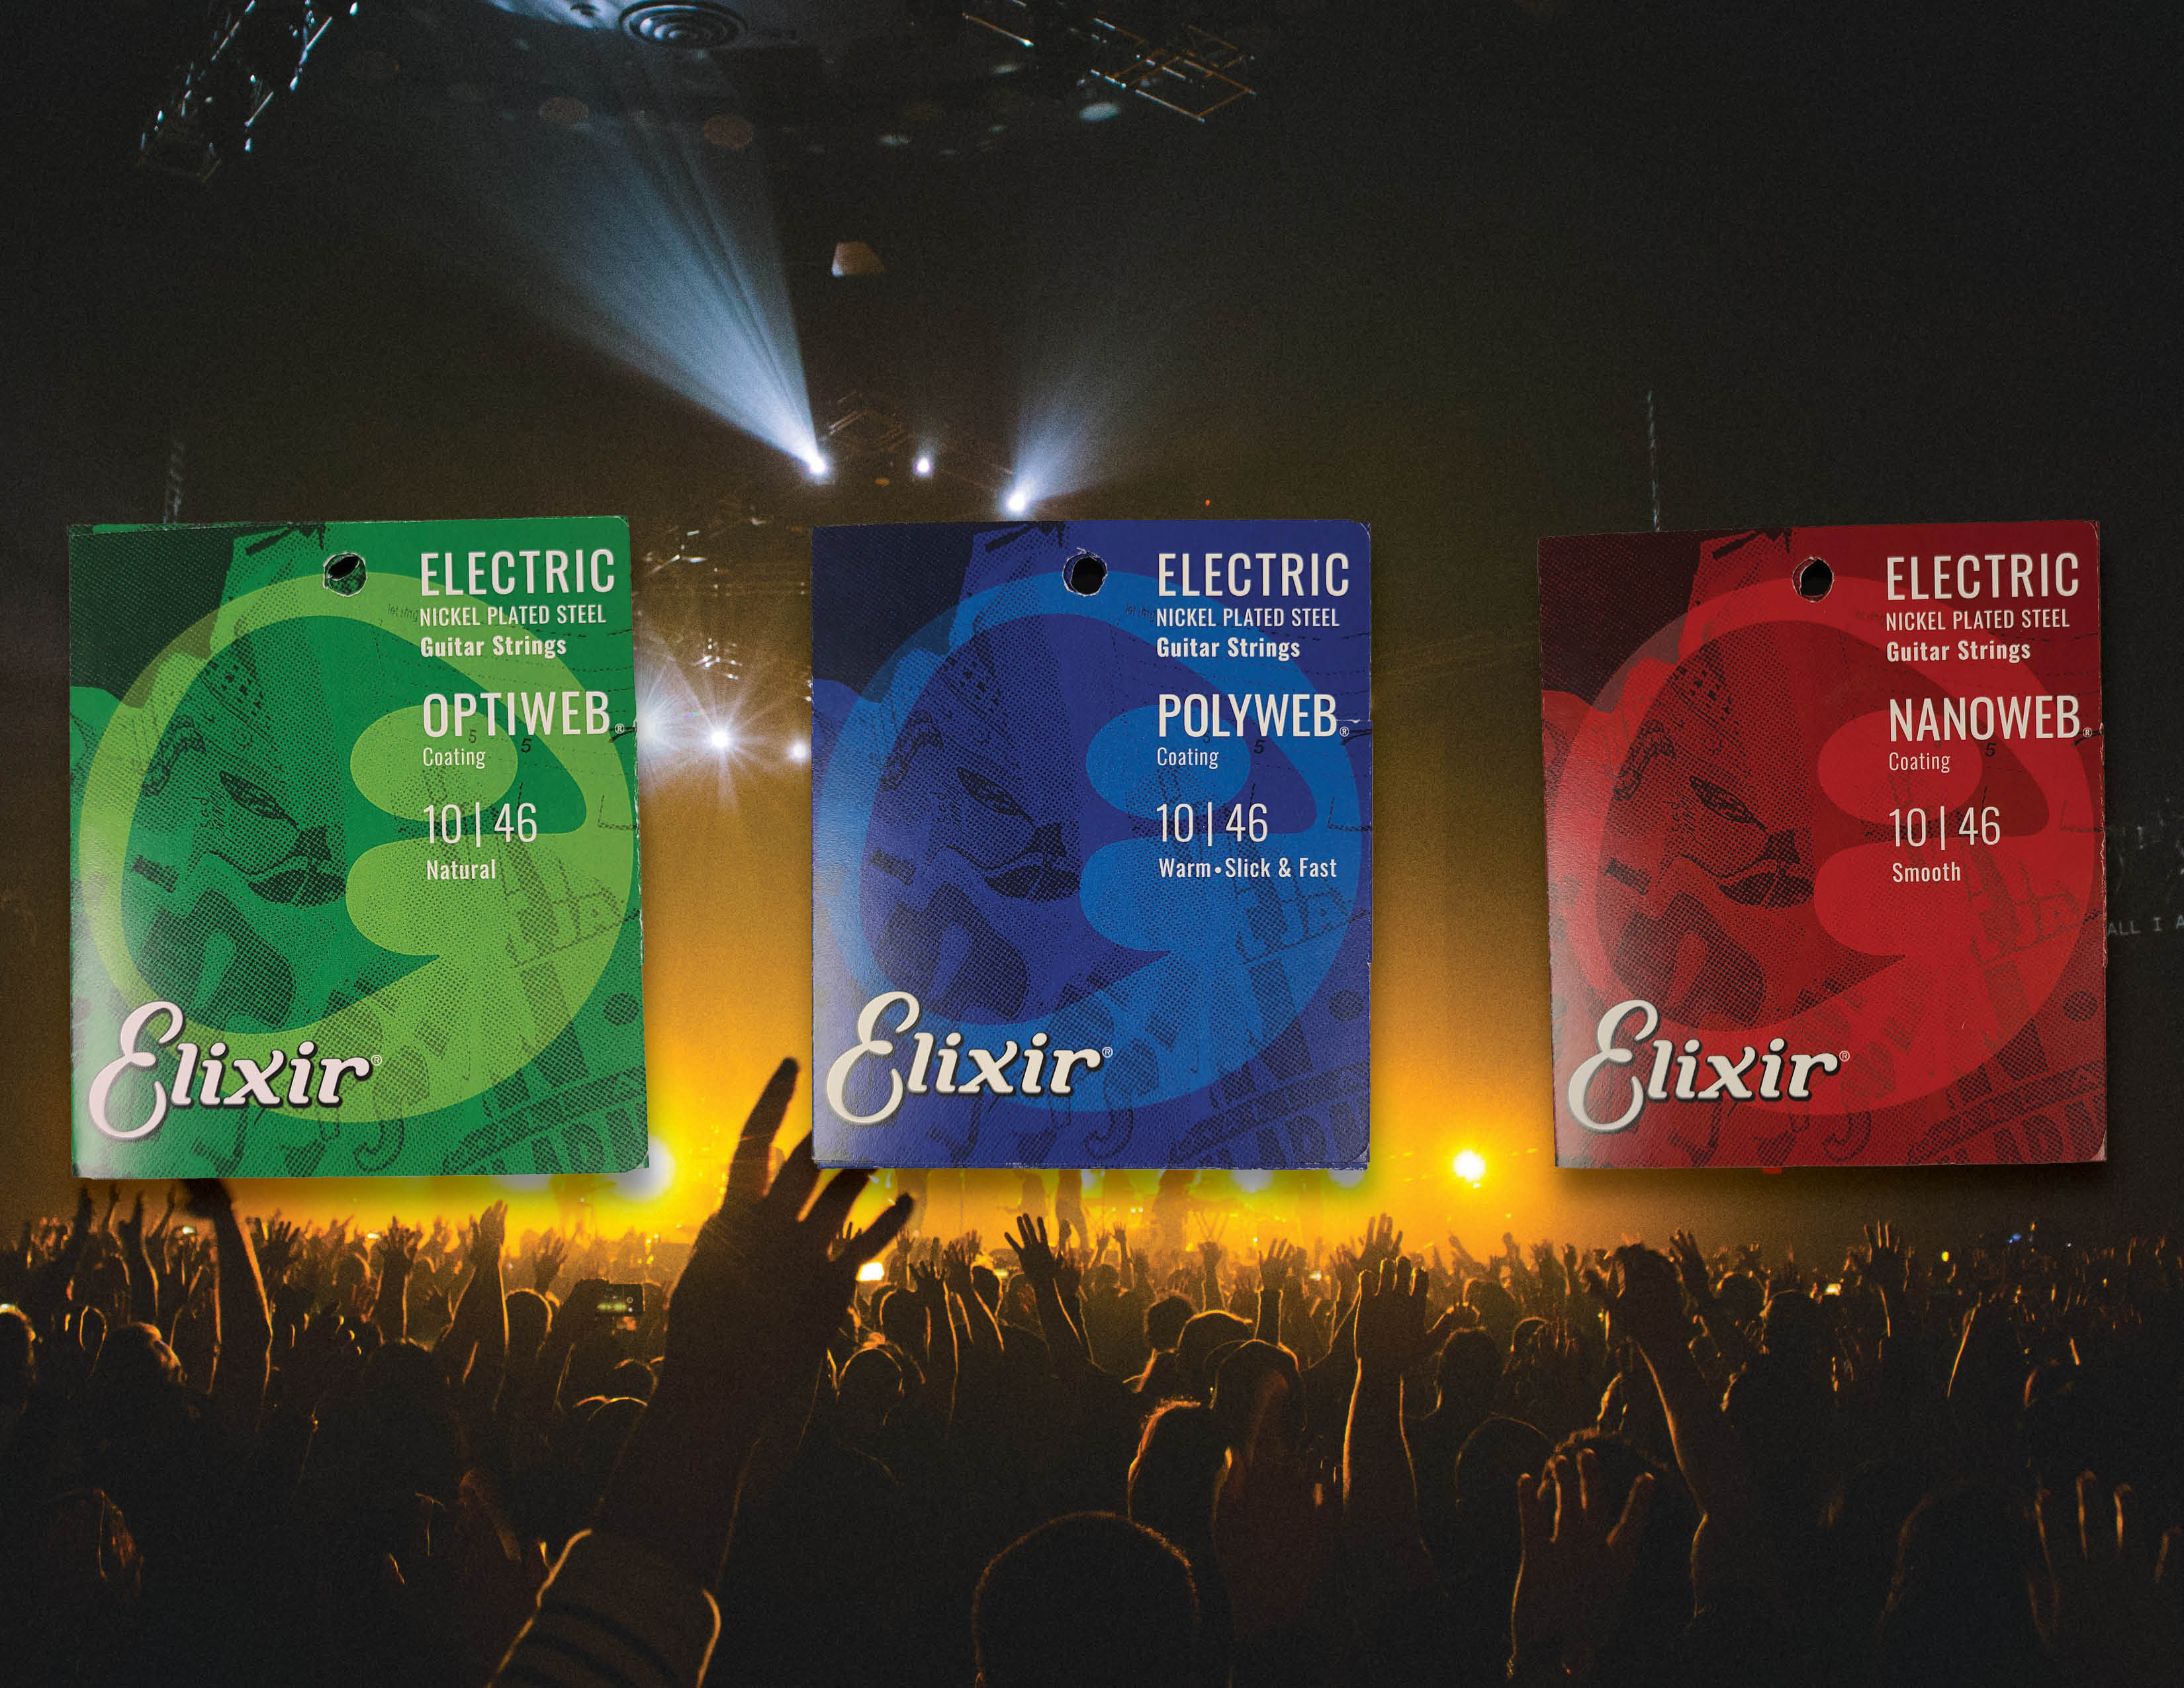 ELECTRIC
NICKEL PLATED STEEL
Guitar Strings
OPTIWEB®
Coating
10 | 46
Natural
Elixir®
ELECTRIC
NICKEL PLATED STEEL
Guitar Strings
POLYWEB®
Coating
10 | 46
Warm•Slick & Fast
Elixir®
ELECTRIC
NICKEL PLATED STEEL
Guitar Strings
NANOWEB®
Coating
10 | 46
Smooth
Elixir®
ALL I